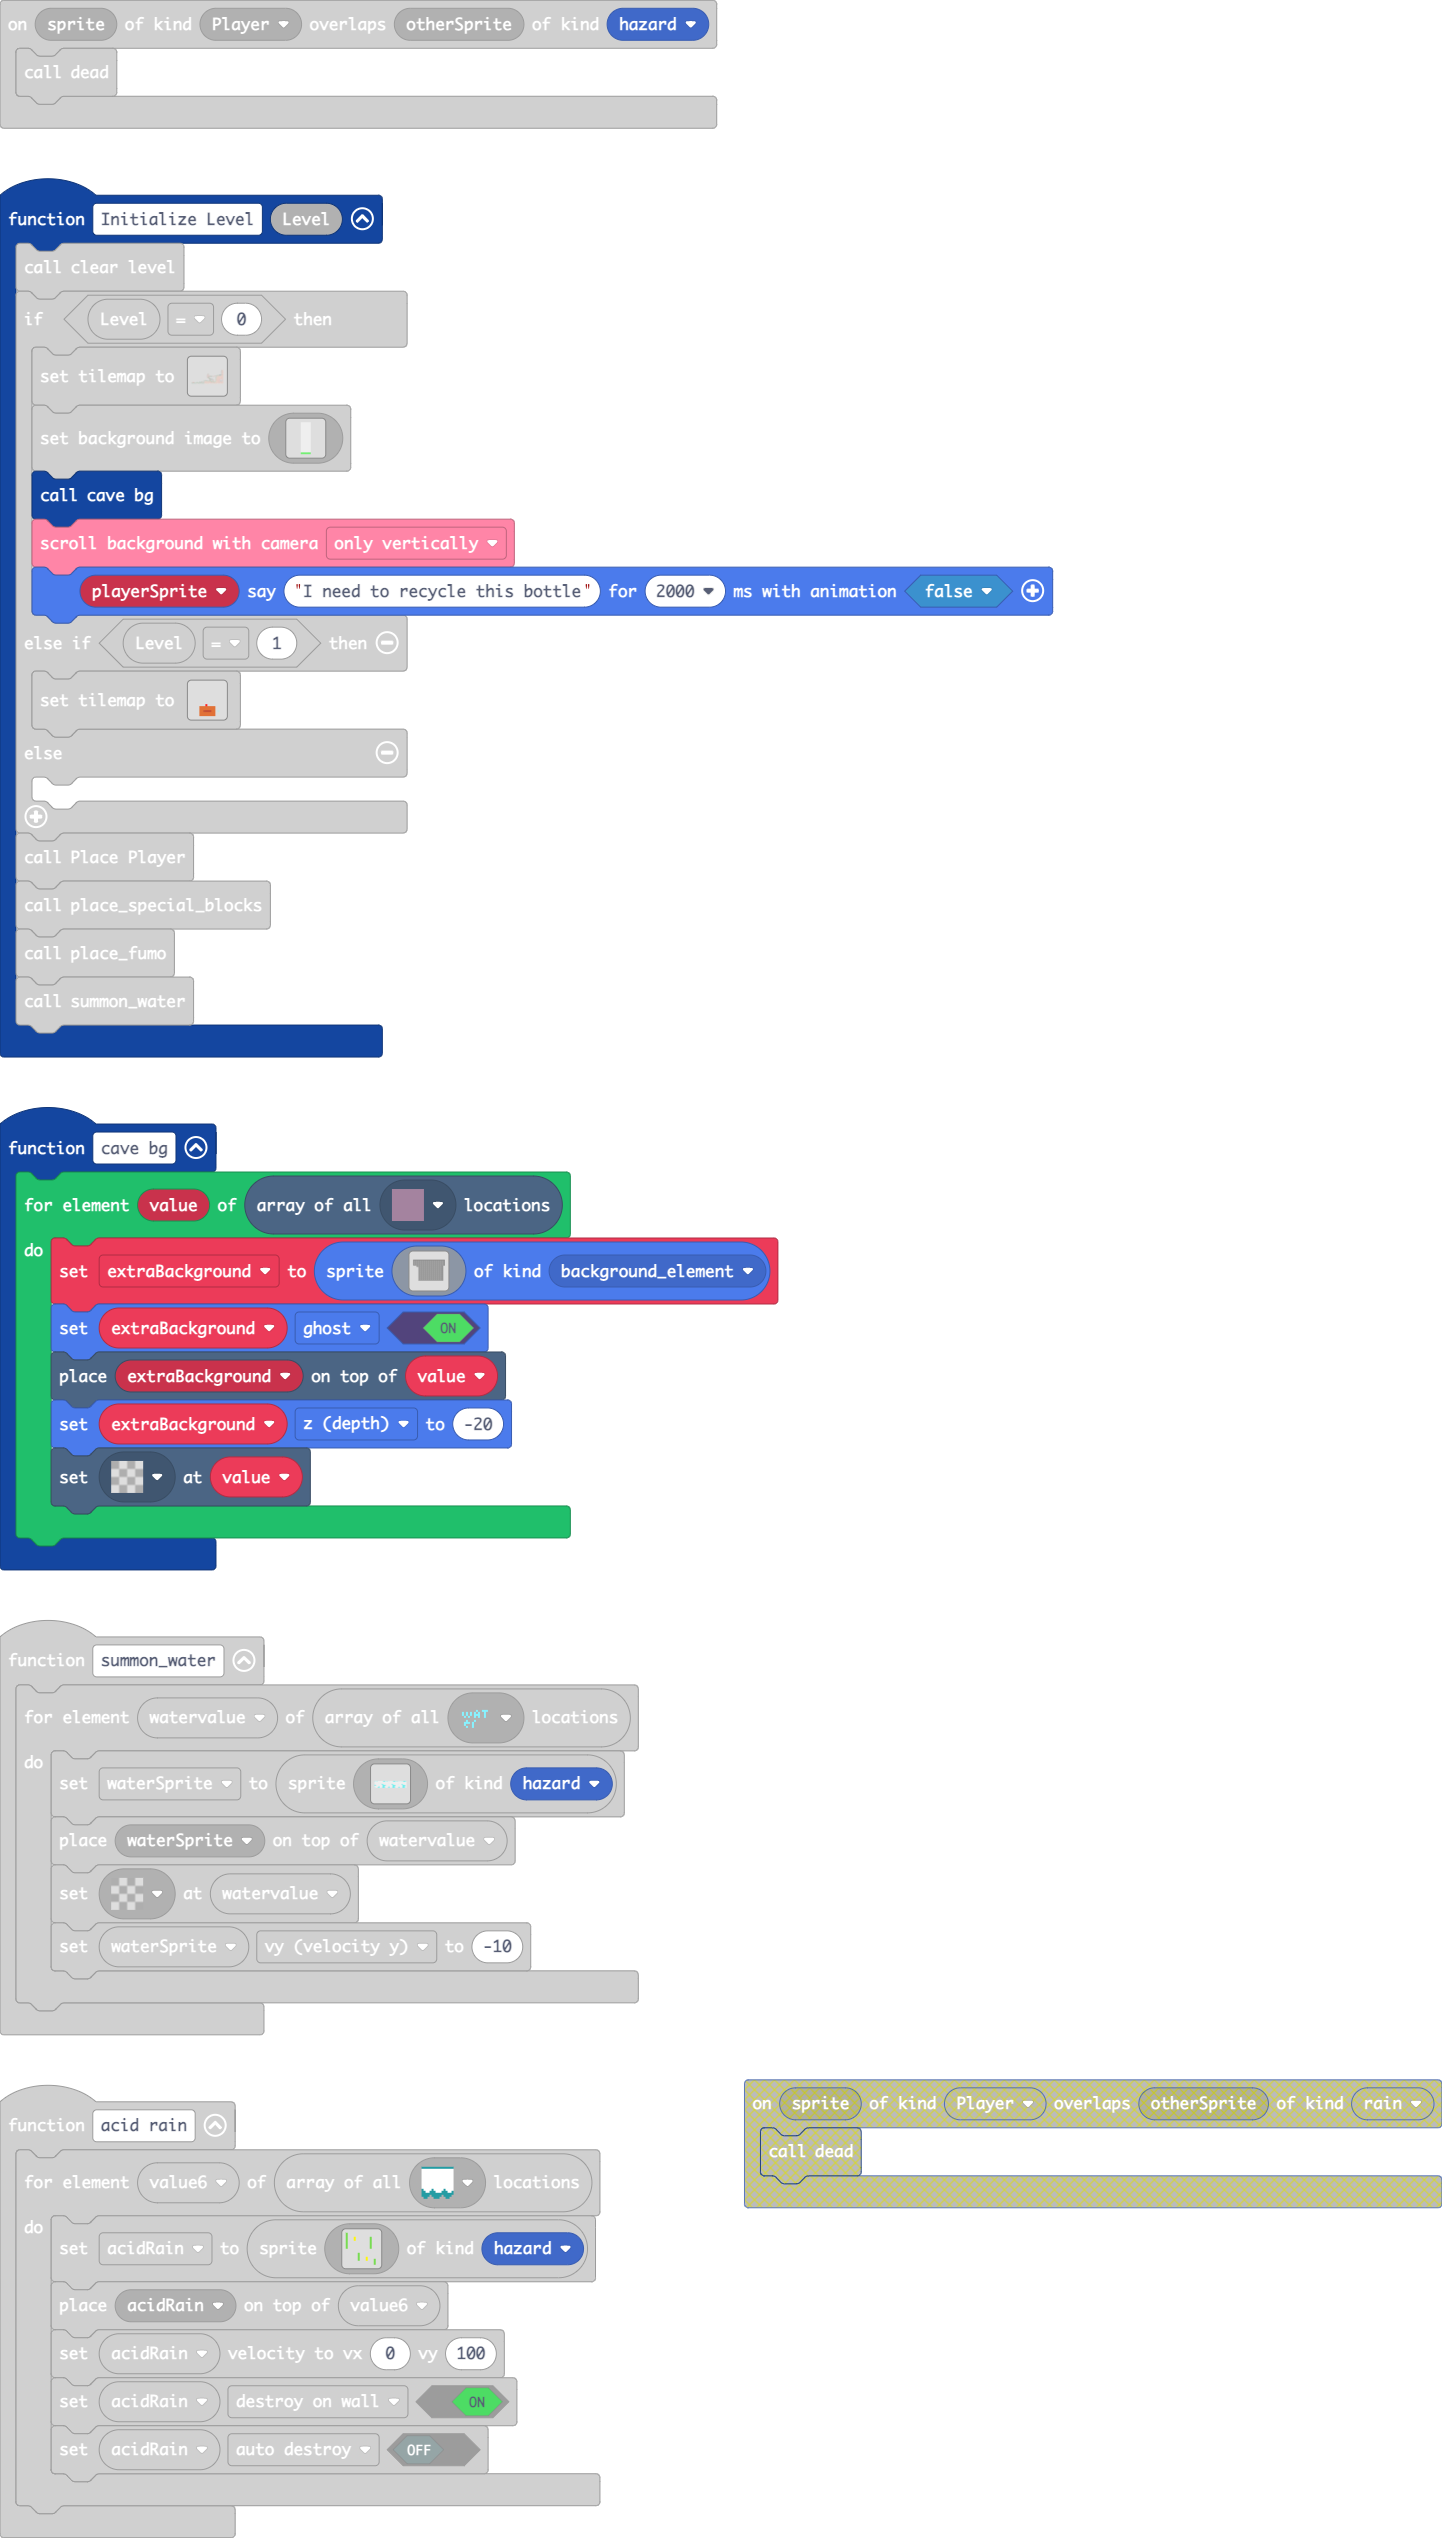 on sprite of kind Player overlaps otherSprite of kind hazard
call dead
function Initialize Level Level
call clear level
if Level = 0 then
set tilemap to
set background image to
call cave bg
scroll background with camera only vertically
playerSprite say "I need to recycle this bottle" for 2000 ms with animation false
else if Level = 1 then
set tilemap to
else
call Place Player
call place_special_blocks
call place_fumo
call summon_water
function cave bg
for element value of array of all locations
do
set extraBackground to sprite of kind background_element
set extraBackground ghost ON
place extraBackground on top of value
set extraBackground z (depth) to -20
set at value
function summon_water
for element watervalue of array of all WATER locations
do
set waterSprite to sprite of kind hazard
place waterSprite on top of watervalue
set at watervalue
set waterSprite vy (velocity y) to -10
function acid rain
for element value6 of array of all locations
do
set acidRain to sprite of kind hazard
place acidRain on top of value6
set acidRain velocity to vx 0 vy 100
set acidRain destroy on wall ON
set acidRain auto destroy OFF
on sprite of kind Player overlaps otherSprite of kind rain
call dead